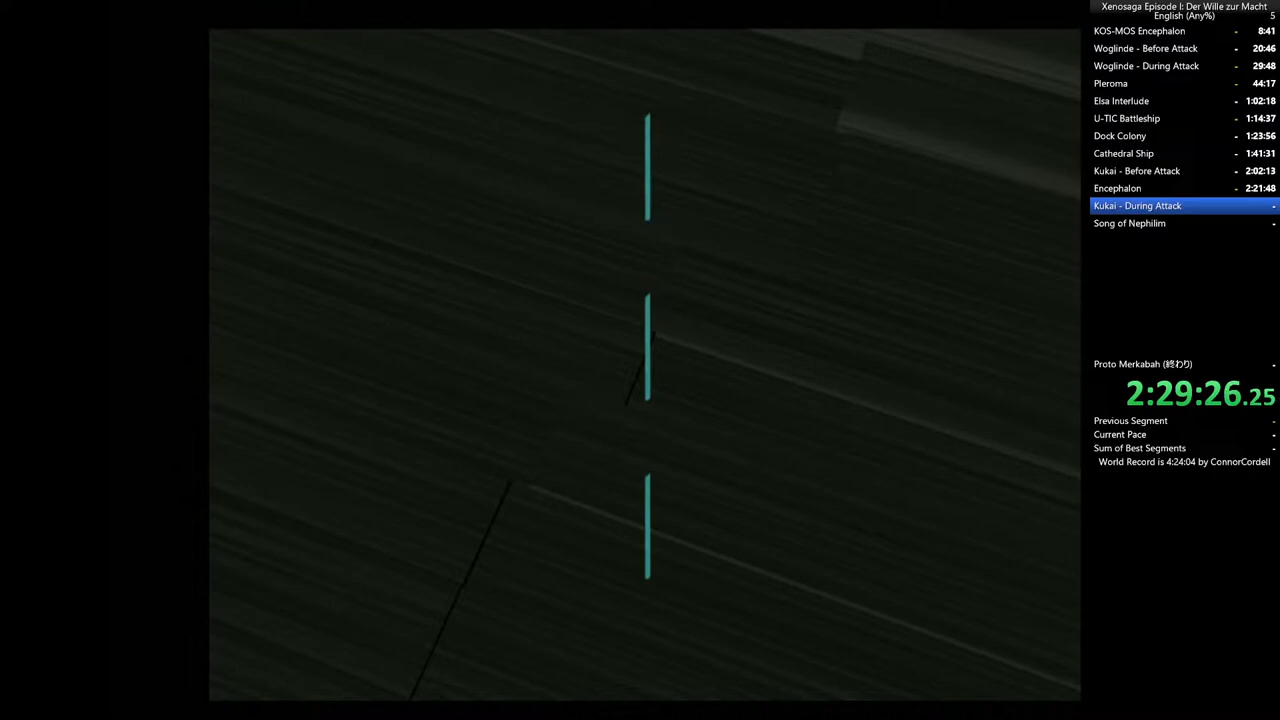 Xenosaga Episode I: Der Wille zur Macht
English (Any%) 5
KOS-MOS Encephalon - 8:41
Woglinde - Before Attack - 20:46
Woglinde - During Attack - 29:48
Pleroma - 44:17
Elsa Interlude - 1:02:18
U-TIC Battleship - 1:14:37
Dock Colony - 1:23:56
Cathedral Ship - 1:41:31
Kukai - Before Attack - 2:02:13
Encephalon - 2:21:48
Kukai - During Attack -
Song of Nephilim -
Proto Merkabah (終わり) -
2:29:26.25
Previous Segment -
Current Pace -
Sum of Best Segments -
World Record is 4:24:04 by ConnorCordell